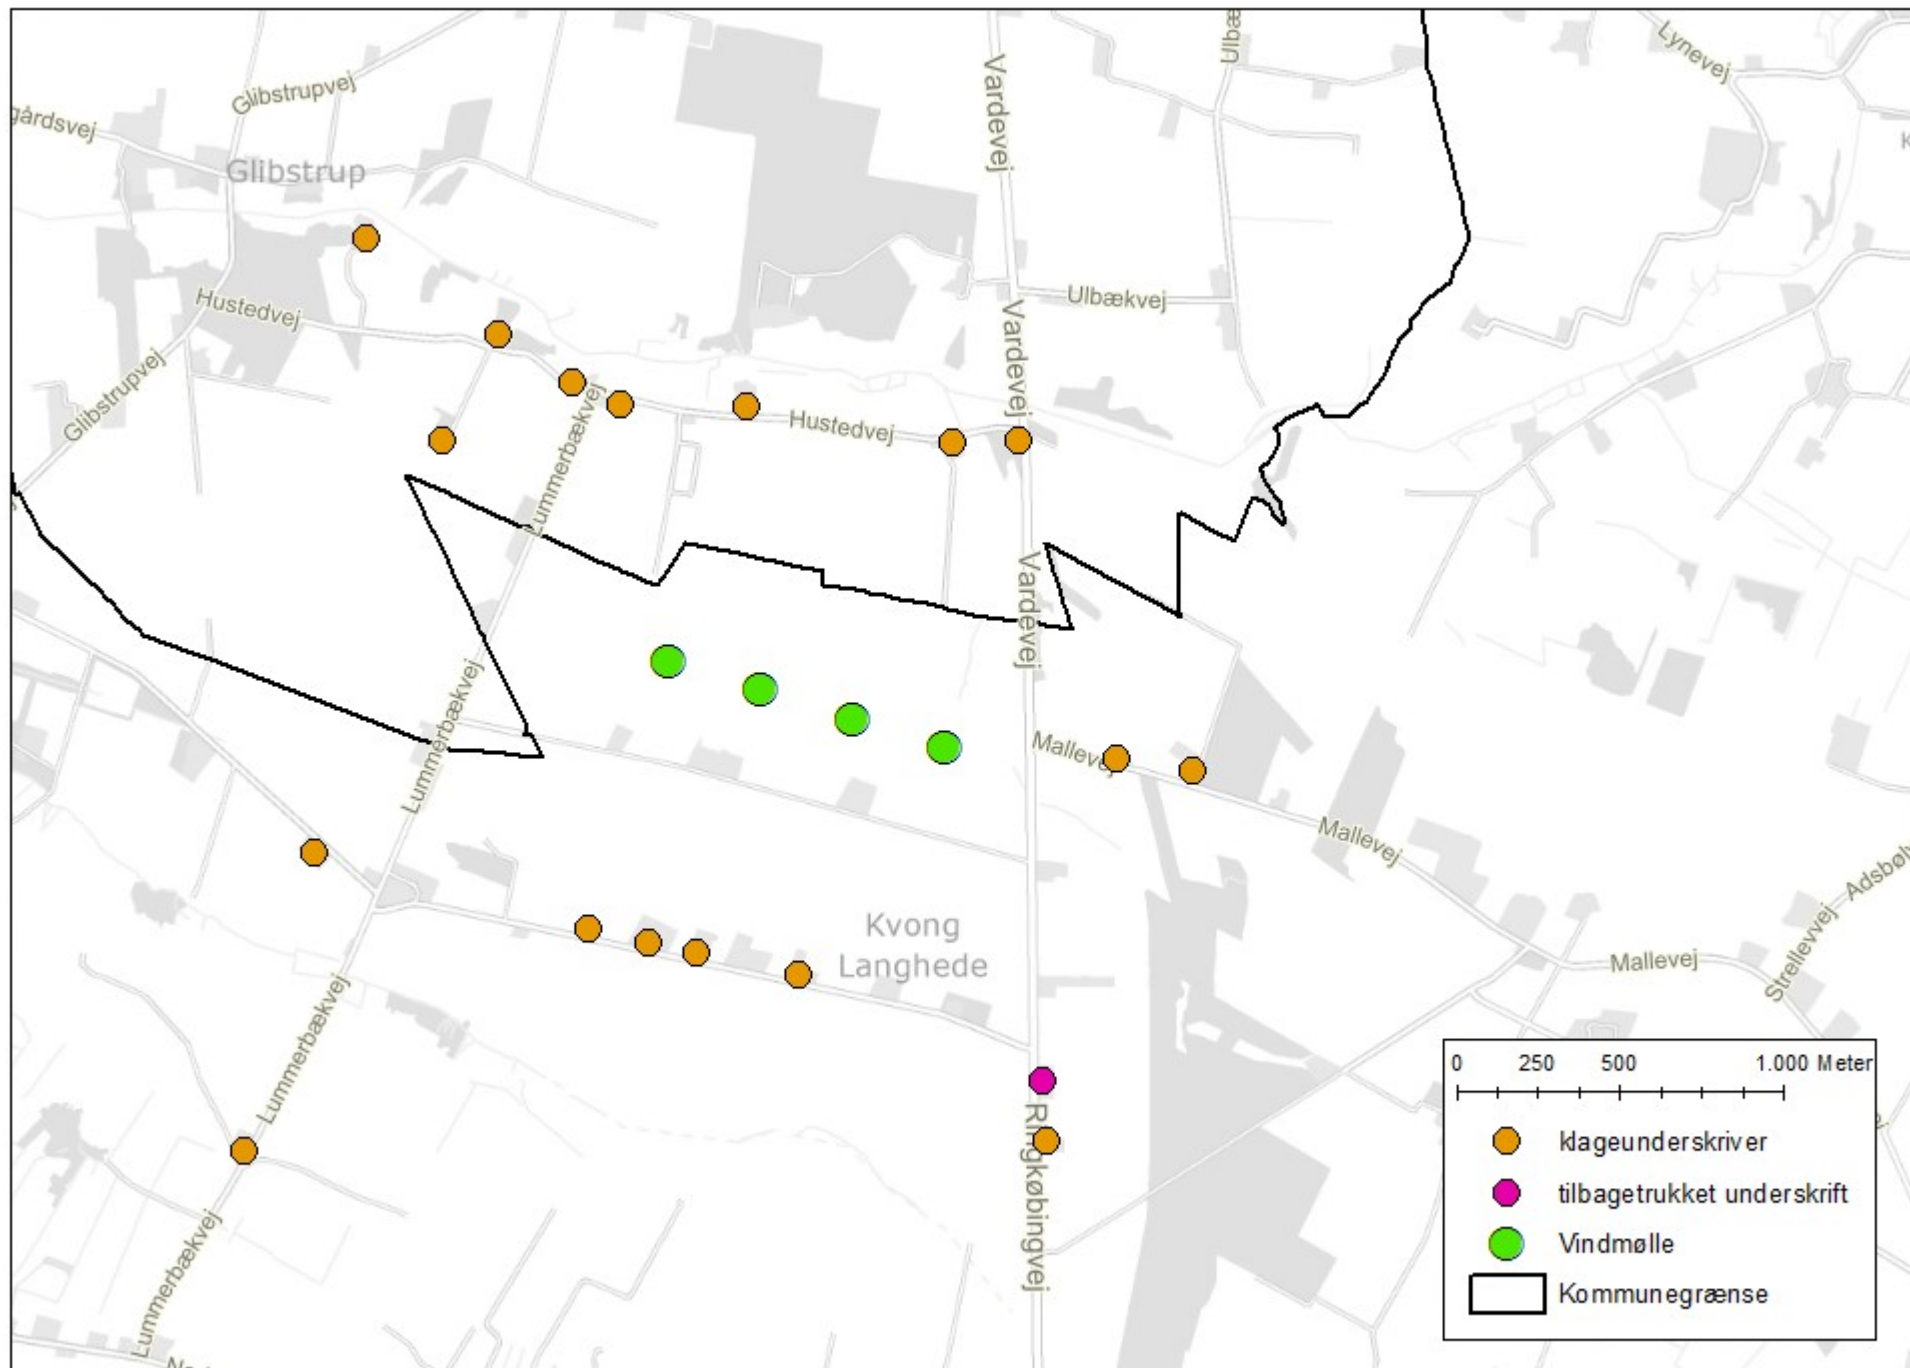 Glibstrupvej
gårdsvej
Glibstrup
Vardevej
Ulbæ
Lynevej
K
Hustedvej
Ulbækvej
Vardevej
Glibstrupvej
Lummerbækvej
Hustedvej
Vardevej
Lummerbækvej
Mallevej
Mallevej
Adsbølv
Strellevvej
Kvong
Langhede
Mallevej
Lummerbækvej
Ringkøbingvej
Lummerbækvej
0 250 500 1.000 Meter
klageunderskriver
tilbagetrukket underskrift
Vindmølle
Kommunegrænse